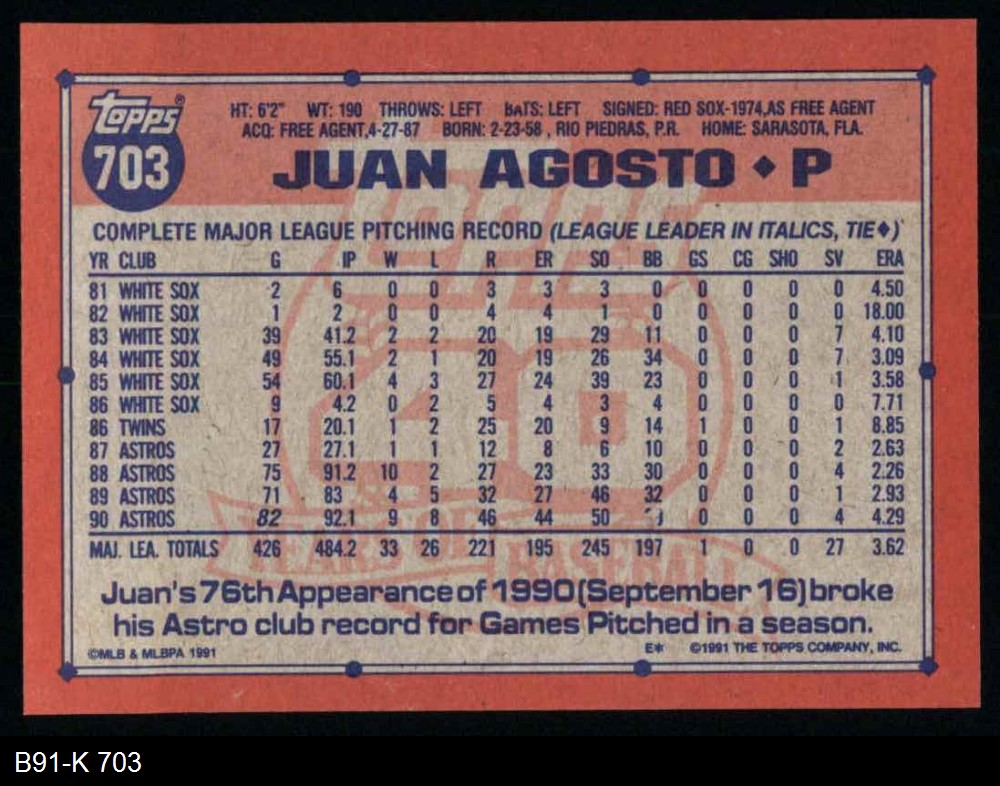 topps®
703
HT: 6'2" WT: 190 THROWS: LEFT BATS: LEFT SIGNED: RED SOX-1974,AS FREE AGENT
ACQ: FREE AGENT,4-27-87 BORN: 2-23-58 , RIO PIEDRAS, P.R. HOME: SARASOTA, FLA.
JUAN AGOSTO ♦ P
COMPLETE MAJOR LEAGUE PITCHING RECORD (LEAGUE LEADER IN ITALICS, TIE♦)
YR CLUB G IP W L R ER SO BB GS CG SHO SV ERA
81 WHITE SOX 2 6 0 0 3 3 3 0 0 0 0 0 4.50
82 WHITE SOX 1 2 0 0 4 4 1 0 0 0 0 0 18.00
83 WHITE SOX 39 41.2 2 2 20 19 29 11 0 0 0 7 4.10
84 WHITE SOX 49 55.1 2 1 20 19 26 34 0 0 0 7 3.09
85 WHITE SOX 54 60.1 4 3 27 24 39 23 0 0 0 1 3.58
86 WHITE SOX 9 4.2 0 2 5 4 3 4 0 0 0 0 7.71
86 TWINS 17 20.1 1 2 25 20 9 14 1 0 0 1 8.85
87 ASTROS 27 27.1 1 1 12 8 6 10 0 0 0 2 2.63
88 ASTROS 75 91.2 10 2 27 23 33 30 0 0 0 4 2.26
89 ASTROS 71 83 4 5 32 27 46 32 0 0 0 1 2.93
90 ASTROS 82 92.1 9 8 46 44 50 0 0 0 4 4.29
MAJ. LEA. TOTALS 426 484.2 33 26 221 195 245 197 1 0 0 27 3.62
topps
40
YEARS OF BASEBALL
Juan's 76th Appearance of 1990 (September 16) broke
his Astro club record for Games Pitched in a season.
©MLB & MLBPA 1991 E* ©1991 THE TOPPS COMPANY, INC.
B91-K 703